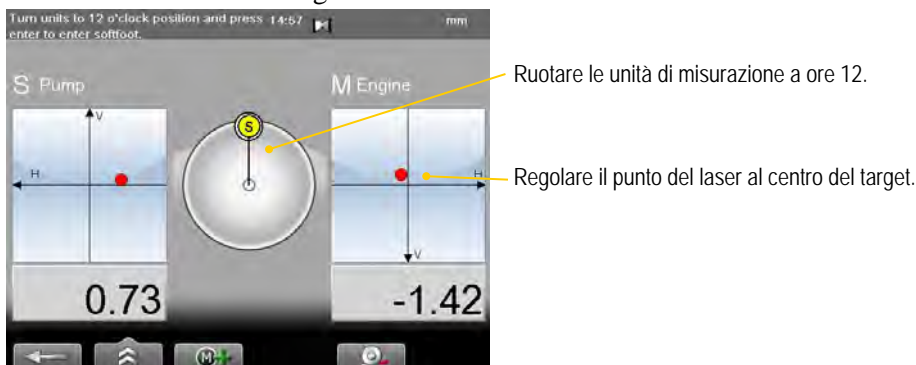 Turn units to 12 o'clock position and press 14:57 mm
enter to enter softfoot.
S Pump
M Engine
V
S
H
H
V
0.73
-1.42
M
Ruotare le unità di misurazione a ore 12.
Regolare il punto del laser al centro del target.